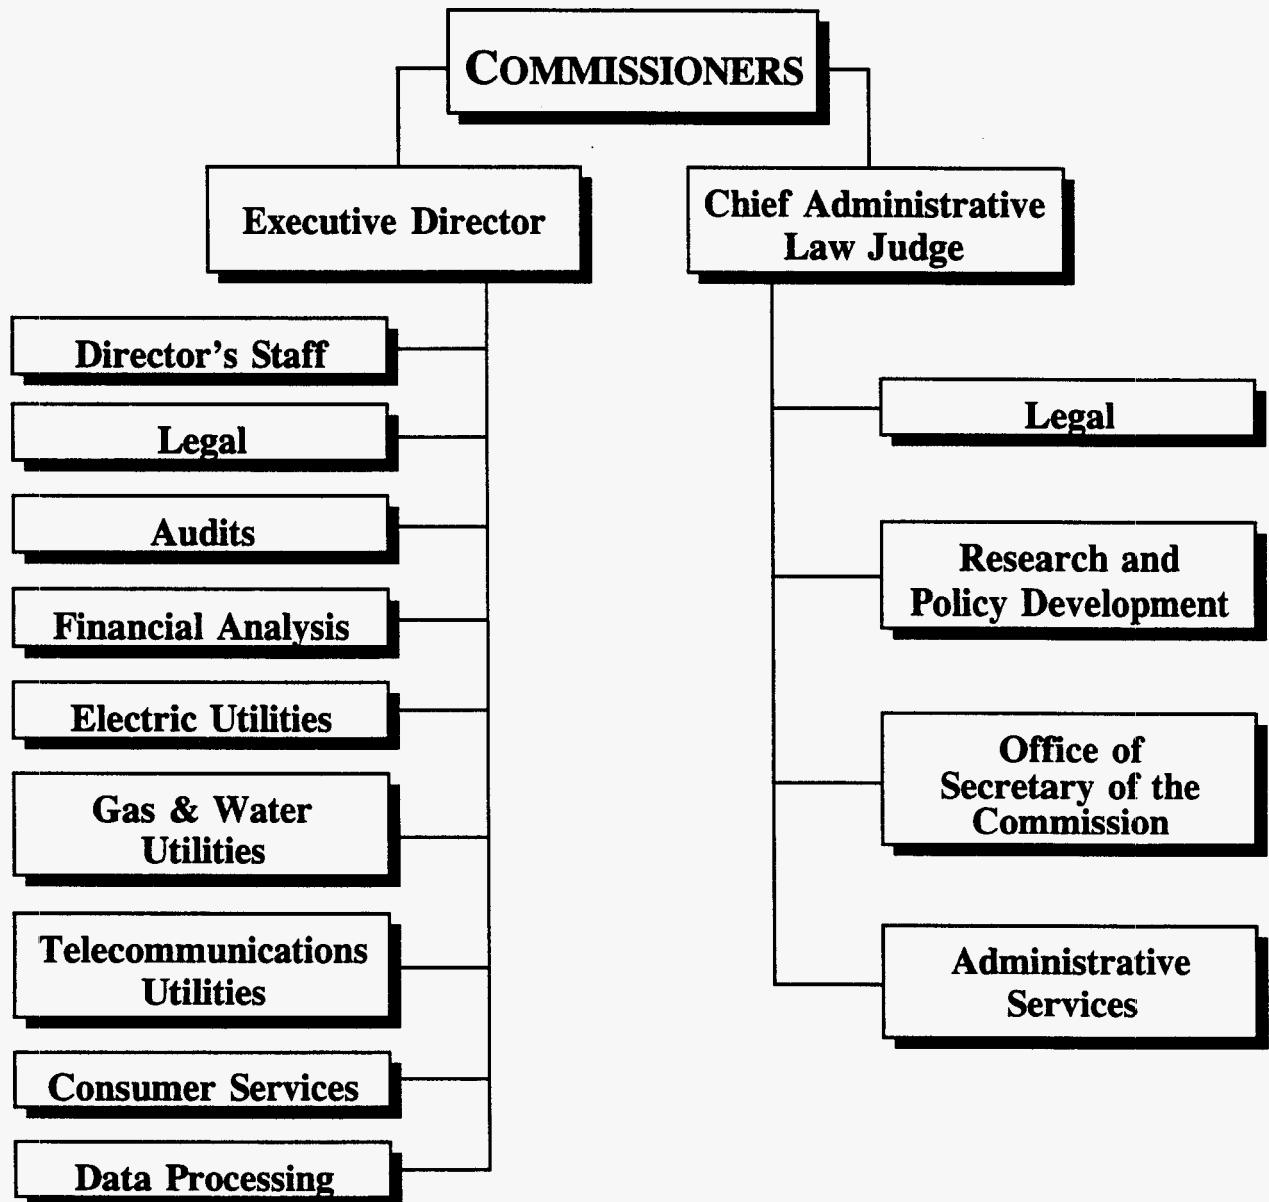 COMMISSIONERS
Executive Director
Chief Administrative
Law Judge
Director's Staff
Legal
Audits
Financial Analysis
Electric Utilities
Gas & Water
Utilities
Telecommunications
Utilities
Consumer Services
Data Processing
Legal
Research and
Policy Development
Office of
Secretary of the
Commission
Administrative
Services